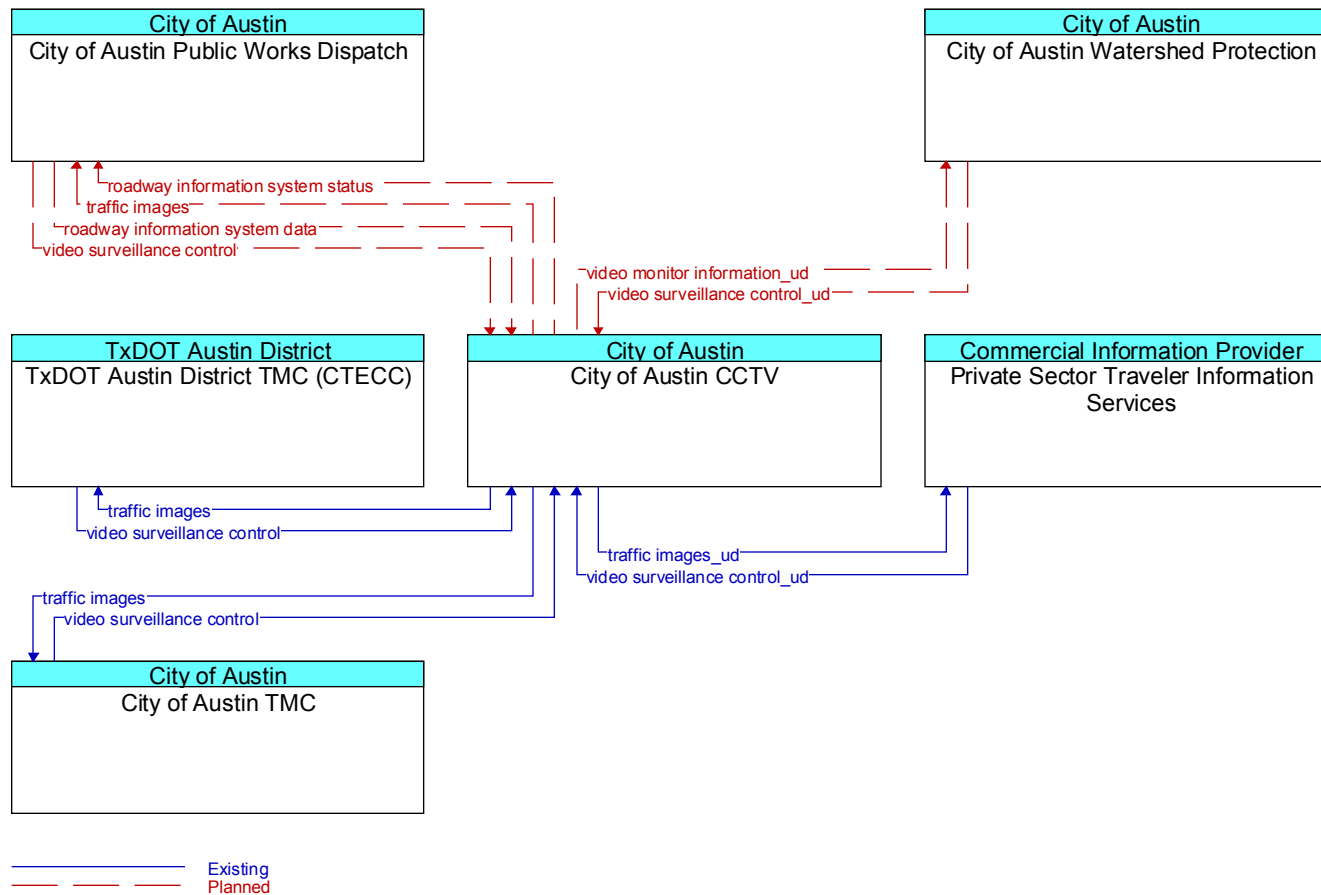 City of Austin
City of Austin Public Works Dispatch
City of Austin
City of Austin Watershed Protection
roadway information system status
traffic images
roadway information system data
video surveillance control
video monitor information_ud
video surveillance control_ud
TxDOT Austin District
TxDOT Austin District TMC (CTECC)
City of Austin
City of Austin CCTV
Commercial Information Provider
Private Sector Traveler Information
Services
traffic images
video surveillance control
traffic images_ud
video surveillance control_ud
traffic images
video surveillance control
City of Austin
City of Austin TMC
Existing
Planned